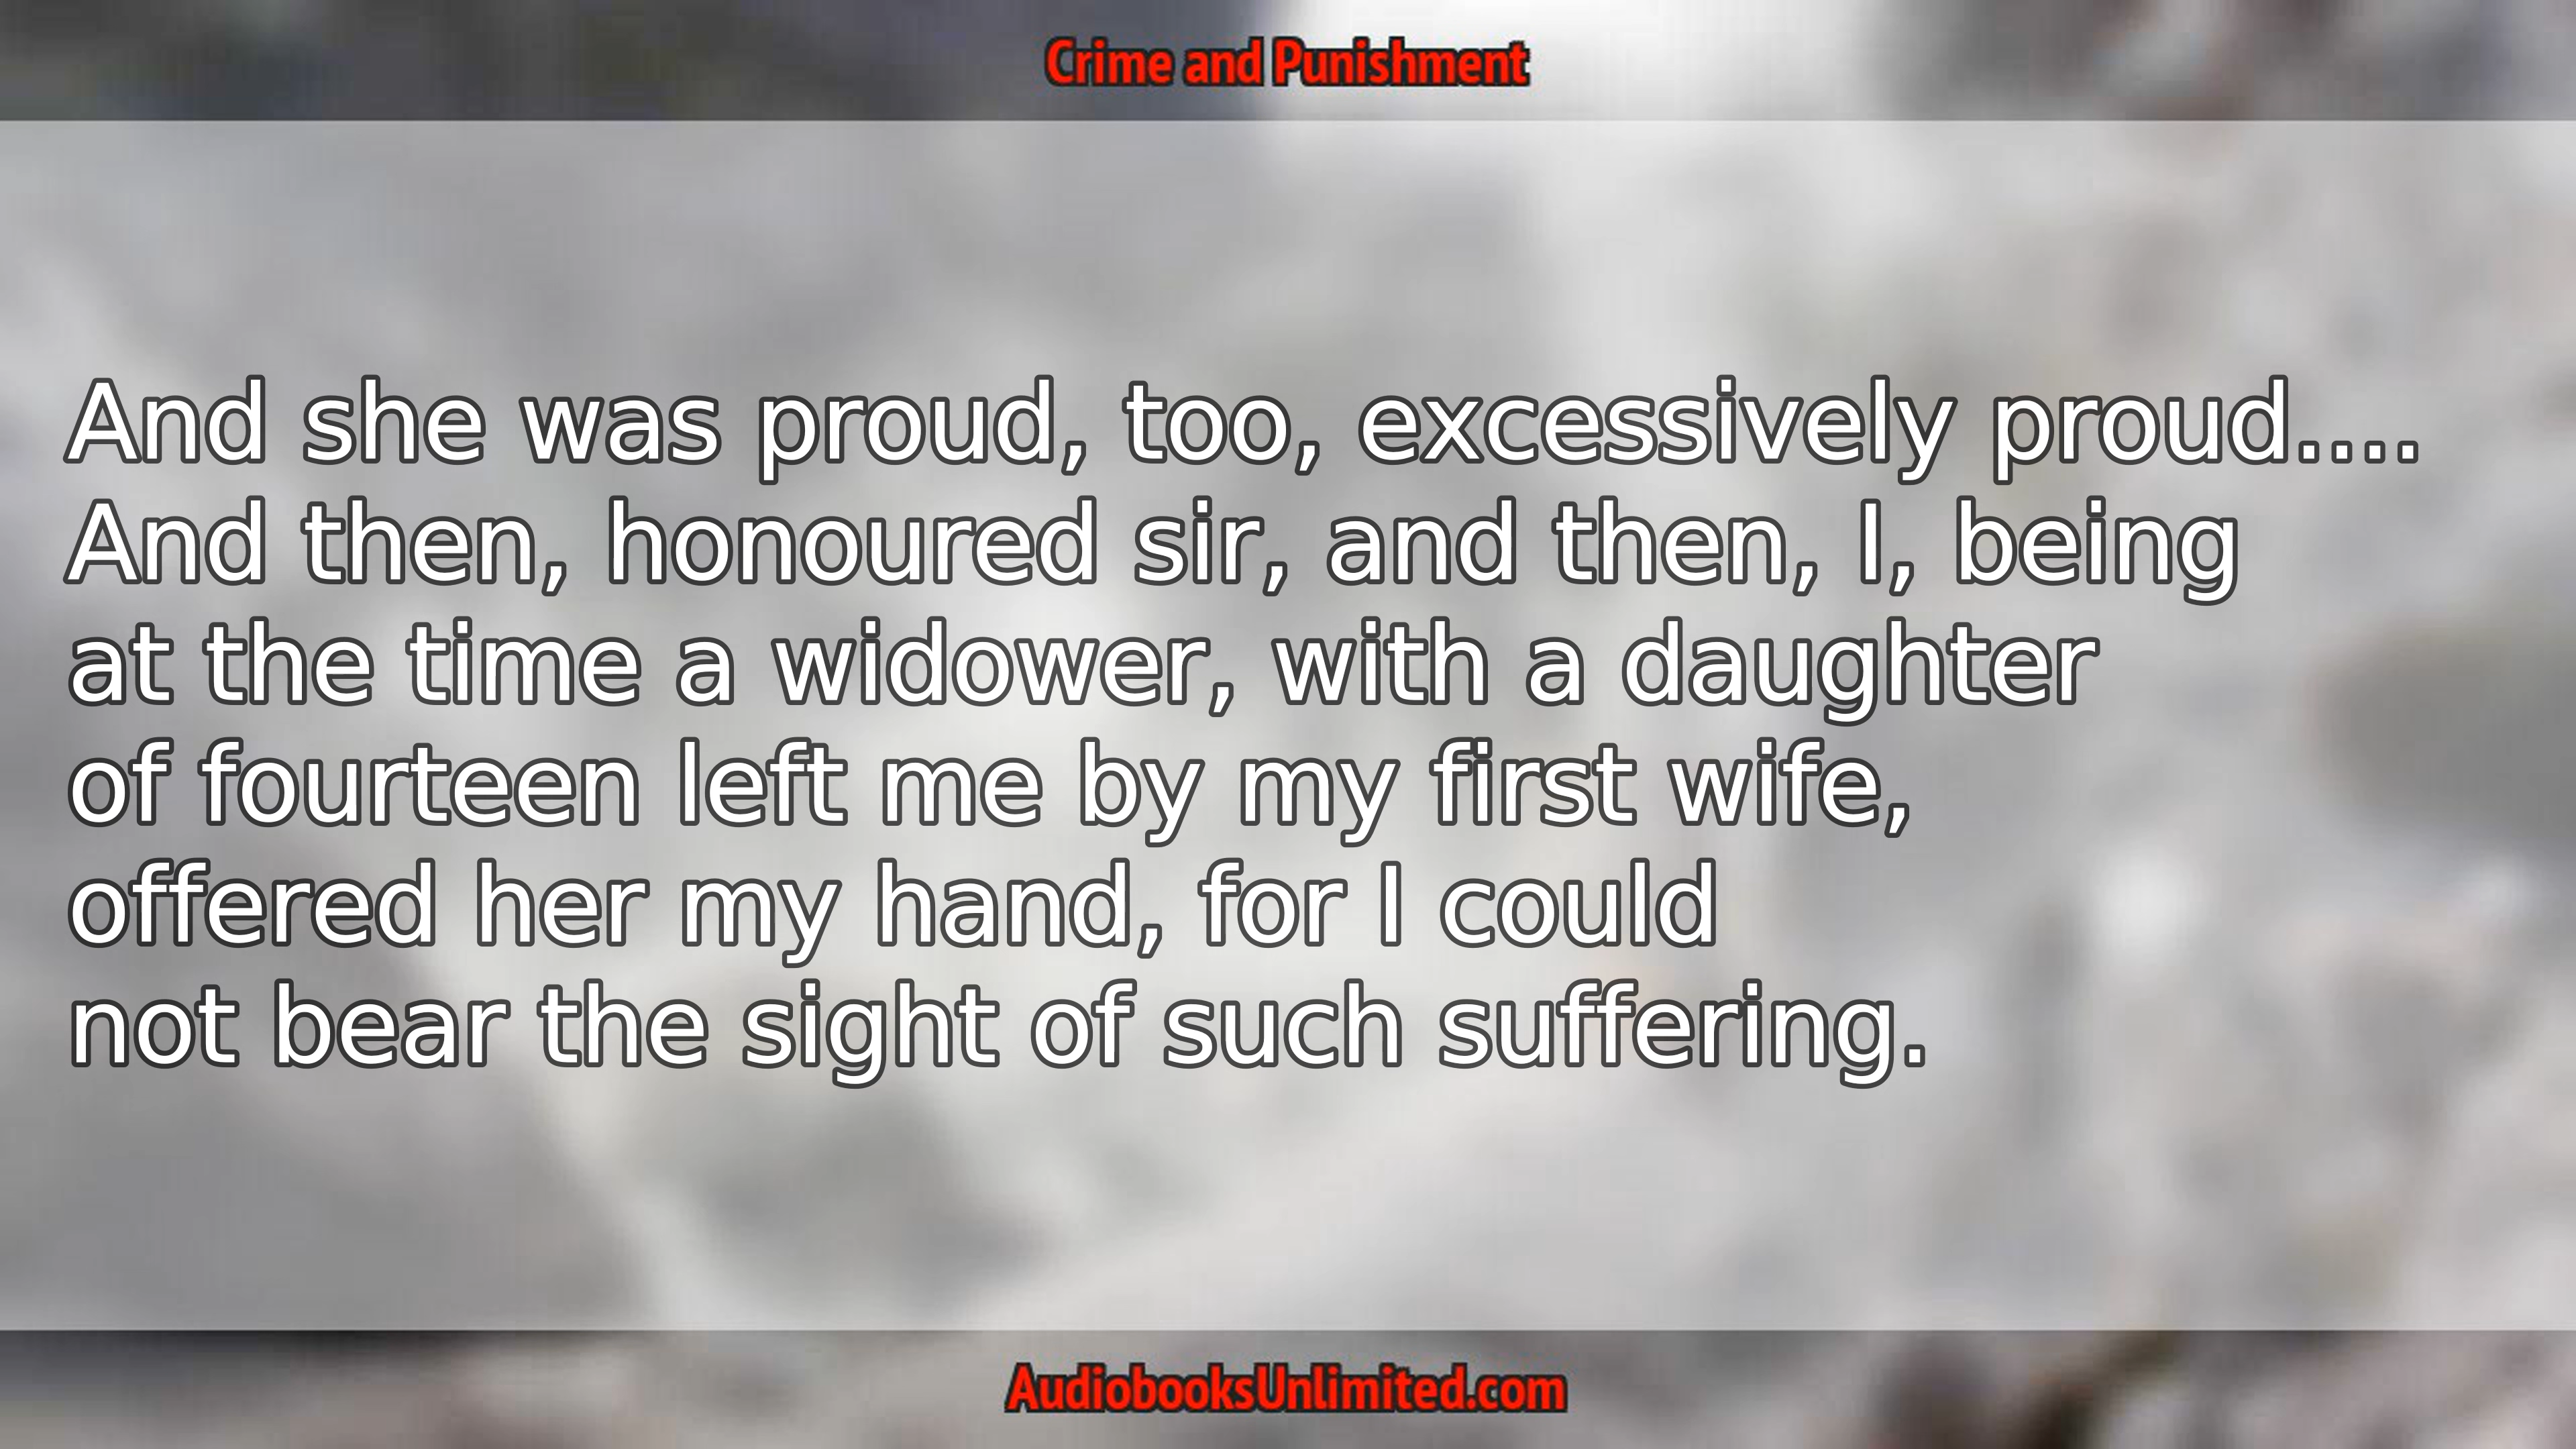 Crime and Punishment
And she was proud, too, excessively proud....
And then, honoured sir, and then, I, being
at the time a widower, with a daughter
of fourteen left me by my first wife,
offered her my hand, for I could
not bear the sight of such suffering.
AudiobooksUnlimited.com